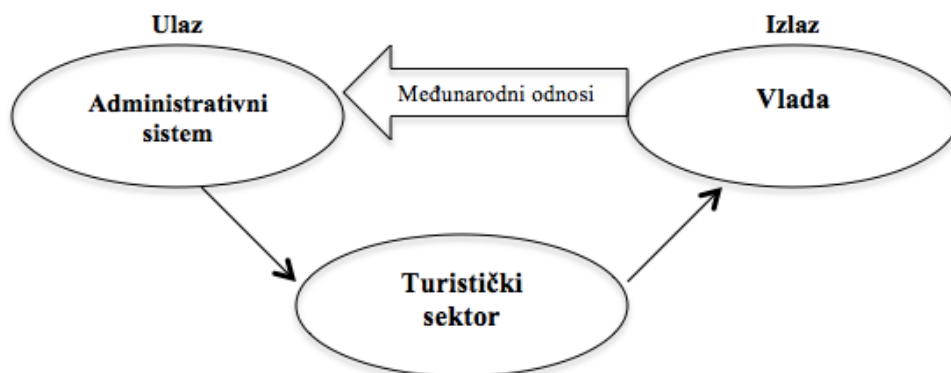 Ulaz
Izlaz
Administrativni
sistem
Međunarodni odnosi
Vlada
Turistički
sektor